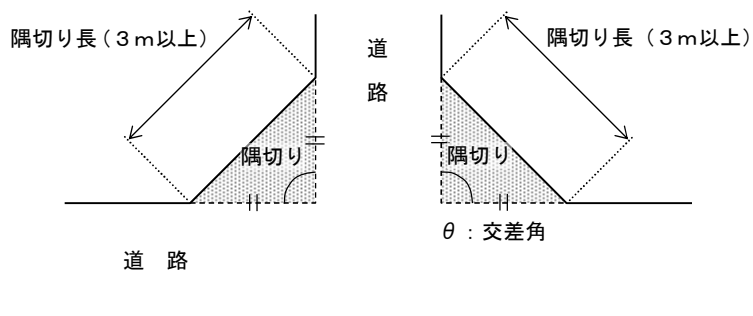 隅切り長(3m以上)
道
路
隅切り長(3m以上)
隅切り
隅切り
θ:交差角
道 路